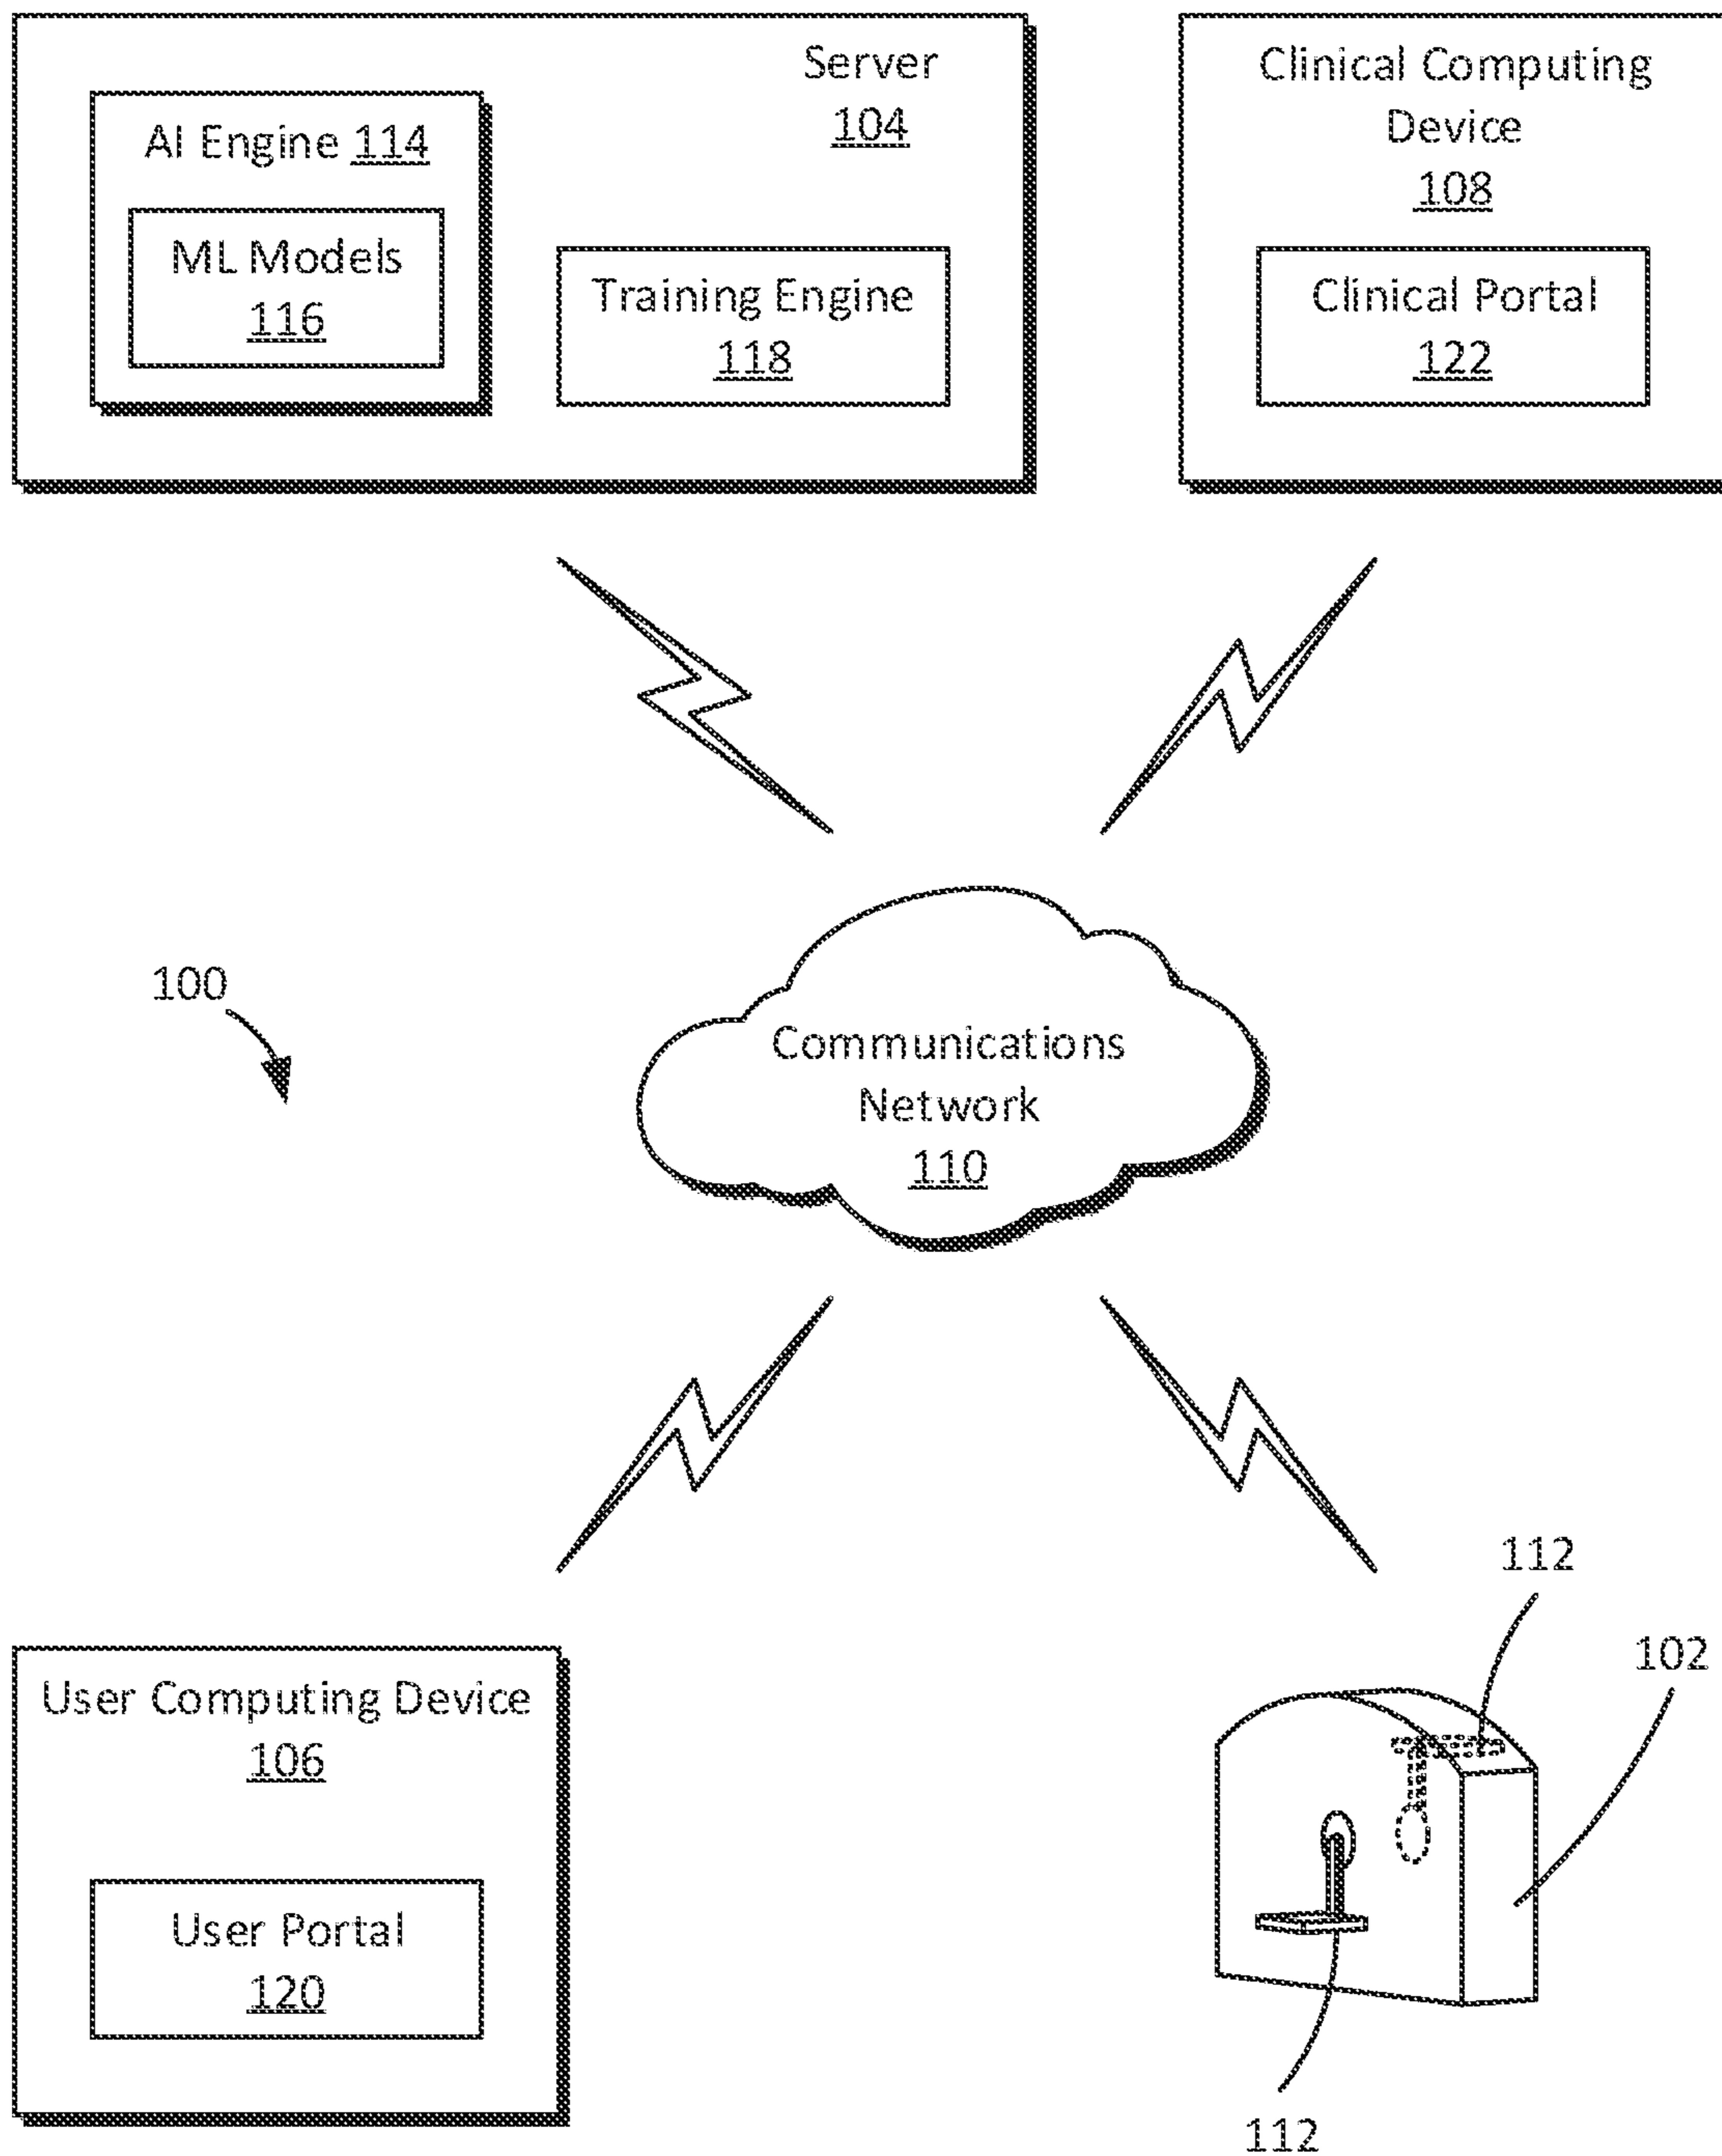 Server
104
AI Engine 114
ML Models
116
Training Engine
118
Clinical Computing
Device
108
Clinical Portal
122
100
Communications
Network
110
112
102
User Computing Device
106
User Portal
120
112